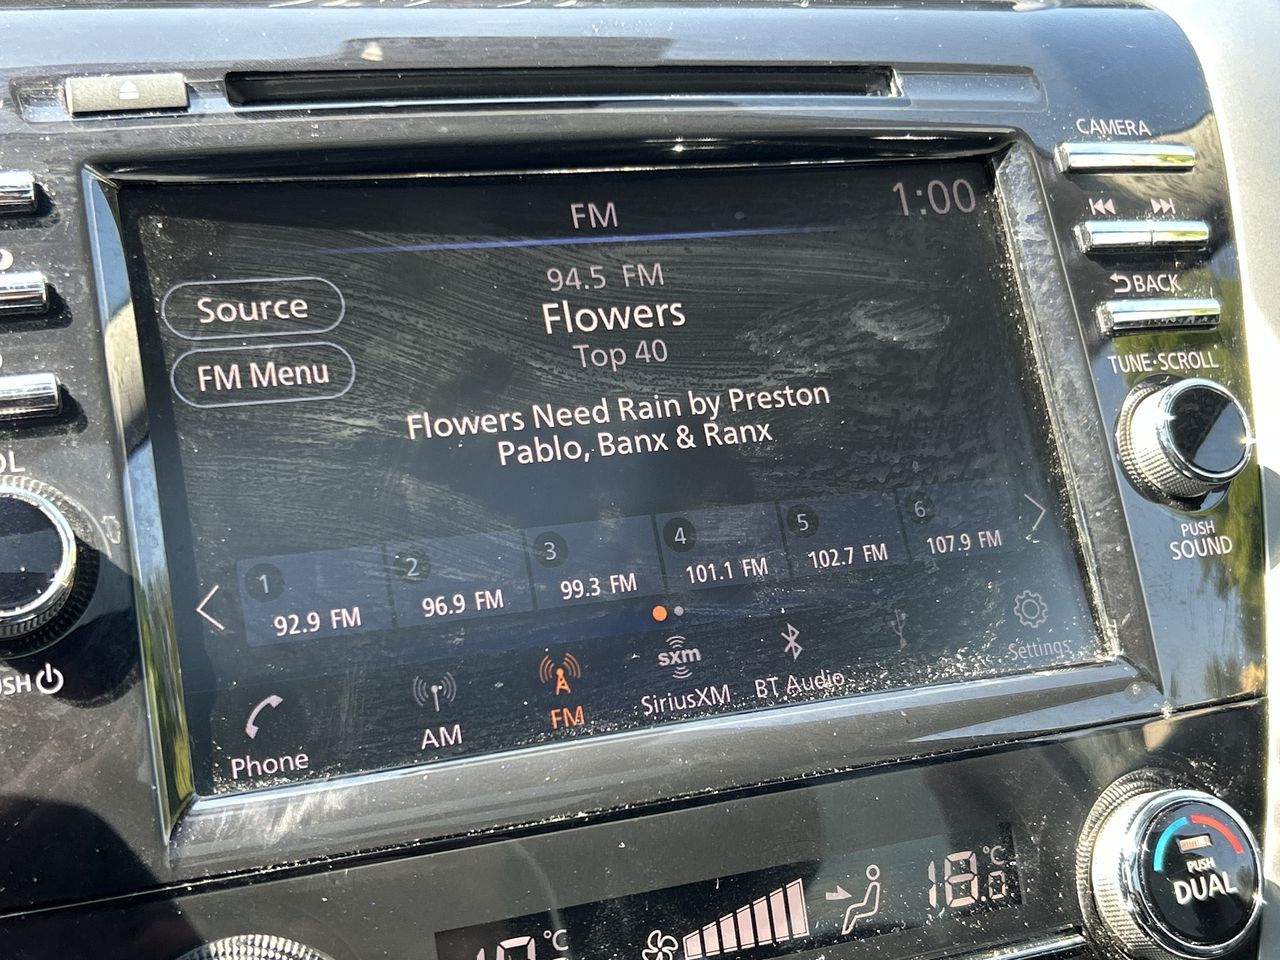 CAMERA
FM
1:00
BACK
94.5 FM
Source
Flowers
Top 40
FM Menu
TUNE·SCROLL
Flowers Need Rain by Preston
Pablo, Banx & Ranx
1
2
3
4
5
6
92.9 FM
96.9 FM
99.3 FM
101.1 FM
102.7 FM
107.9 FM
PUSH
SOUND
sxm
Settings
Phone
AM
FM
SiriusXM
BT Audio
PUSH
DUAL
°C
18.0 °C